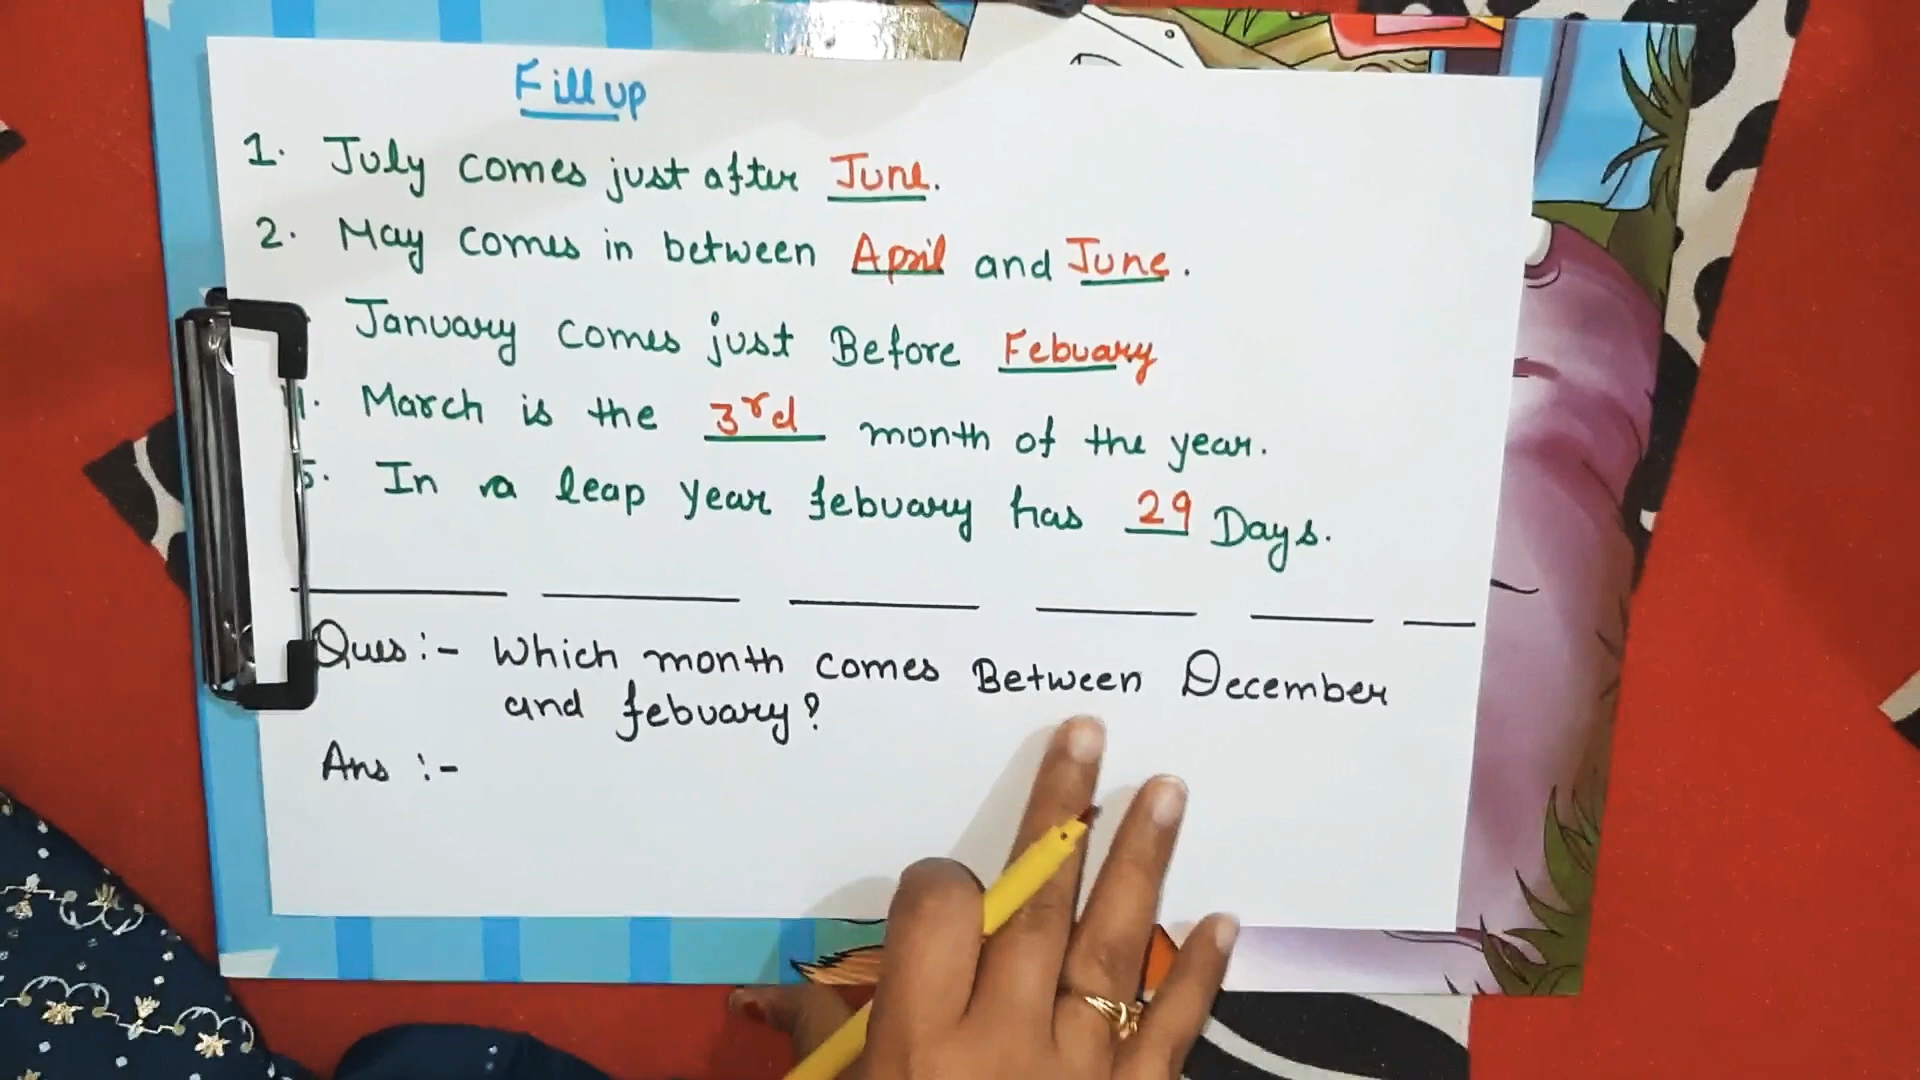 Fill up
1. July comes just after June.
2. May comes in between April and June.
January comes just Before Febuary
4. March is the 3rd month of the year.
5. In a leap year febuary has 29 Days.
Ques :- Which month comes Between December
and febuary?
Ans :-